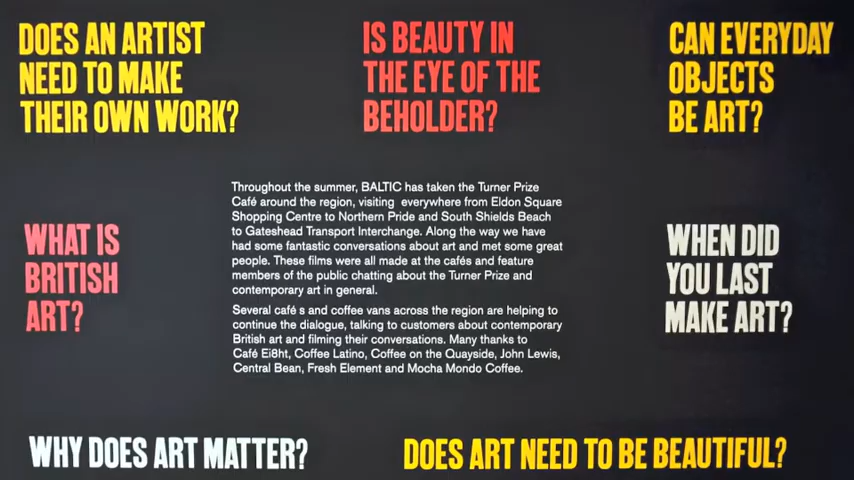 DOES AN ARTIST
NEED TO MAKE
THEIR OWN WORK?
IS BEAUTY IN
THE EYE OF THE
BEHOLDER?
CAN EVERYDAY
OBJECTS
BE ART?
WHAT IS
BRITISH
ART?
Throughout the summer, BALTIC has taken the Turner Prize
Café around the region, visiting everywhere from Eldon Square
Shopping Centre to Northern Pride and South Shields Beach
to Gateshead Transport Interchange. Along the way we have
had some fantastic conversations about art and met some great
people. These films were all made at the cafés and feature
members of the public chatting about the Turner Prize and
contemporary art in general.
Several café s and coffee vans across the region are helping to
continue the dialogue, talking to customers about contemporary
British art and filming their conversations. Many thanks to
Café Ei8ht, Coffee Latino, Coffee on the Quayside, John Lewis,
Central Bean, Fresh Element and Mocha Mondo Coffee.
WHEN DID
YOU LAST
MAKE ART?
WHY DOES ART MATTER?
DOES ART NEED TO BE BEAUTIFUL?